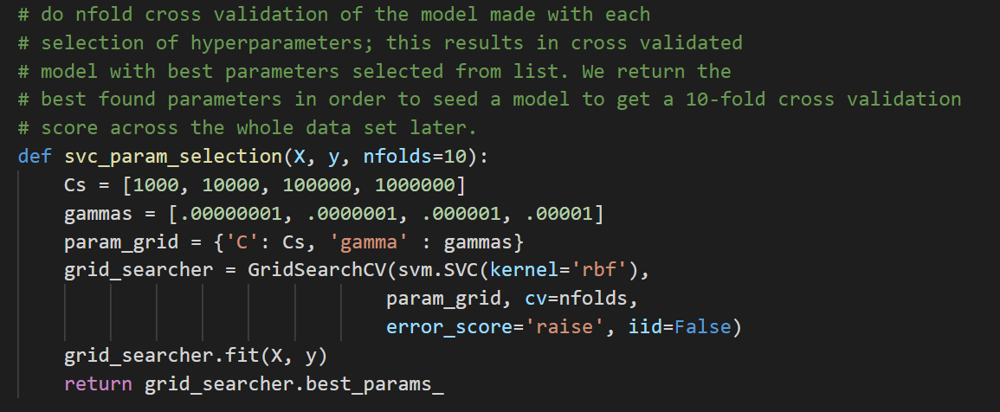 # do nfold cross validation of the model made with each
# selection of hyperparameters; this results in cross validated
# model with best parameters selected from list. We return the
# best found parameters in order to seed a model to get a 10-fold cross validation
# score across the whole data set later.
def svc_param_selection(X, y, nfolds=10):
    Cs = [1000, 10000, 100000, 1000000]
    gammas = [.00000001, .0000001, .000001, .00001]
    param_grid = {'C': Cs, 'gamma' : gammas}
    grid_searcher = GridSearchCV(svm.SVC(kernel='rbf'),
                                param_grid, cv=nfolds,
                                error_score='raise', iid=False)
    grid_searcher.fit(X, y)
    return grid_searcher.best_params_